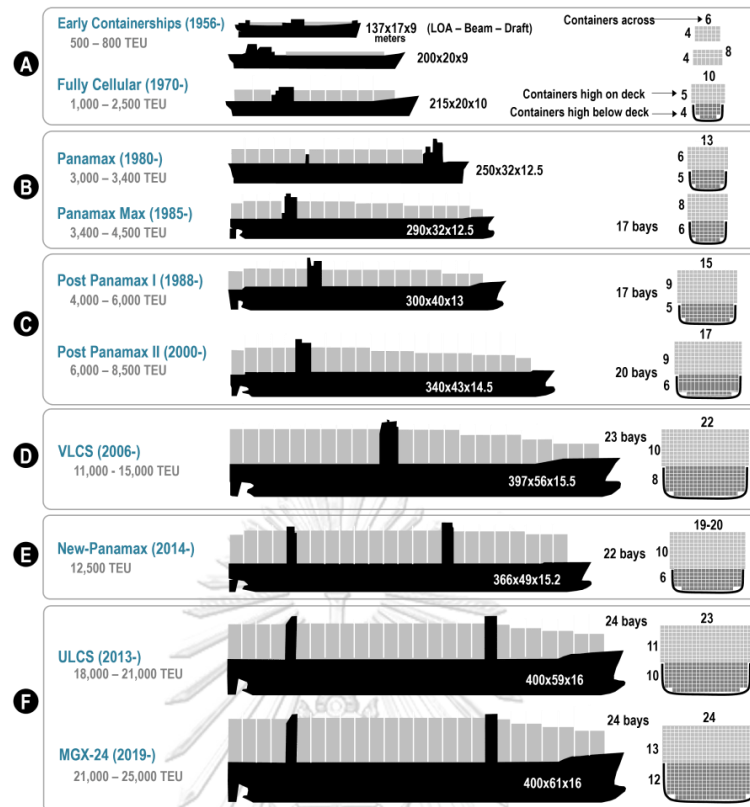 A
Early Containerships (1956-)
500 – 800 TEU
137x17x9
meters
(LOA – Beam – Draft)
200x20x9
Containers across
6
4
4
8
Fully Cellular (1970-)
1,000 – 2,500 TEU
215x20x10
10
Containers high on deck
5
Containers high below deck
4
B
Panamax (1980-)
3,000 – 3,400 TEU
250x32x12.5
13
6
5
Panamax Max (1985-)
3,400 – 4,500 TEU
290x32x12.5
17 bays
8
6
C
Post Panamax I (1988-)
4,000 – 6,000 TEU
300x40x13
17 bays
15
9
5
Post Panamax II (2000-)
6,000 – 8,500 TEU
340x43x14.5
20 bays
17
9
6
D
VLCS (2006-)
11,000 - 15,000 TEU
397x56x15.5
23 bays
22
10
8
E
New-Panamax (2014-)
12,500 TEU
366x49x15.2
22 bays
19-20
10
6
F
ULCS (2013-)
18,000 – 21,000 TEU
400x59x16
24 bays
23
11
10
MGX-24 (2019-)
21,000 – 25,000 TEU
400x61x16
24 bays
24
13
12